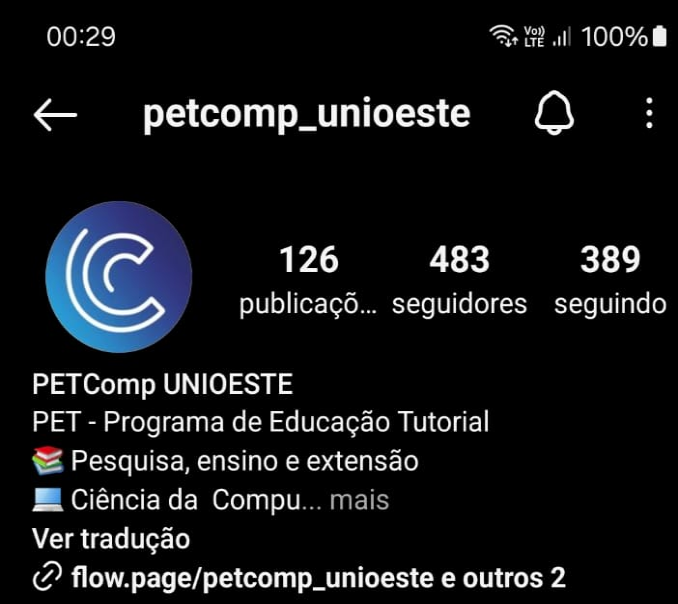 00:29 Vo)) LTE 100%
petcomp_unioeste
126 483 389
publicaçõ... seguidores seguindo
PETComp UNIOESTE
PET - Programa de Educação Tutorial
📚 Pesquisa, ensino e extensão
💻 Ciência da Compu... mais
Ver tradução
flow.page/petcomp_unioeste e outros 2